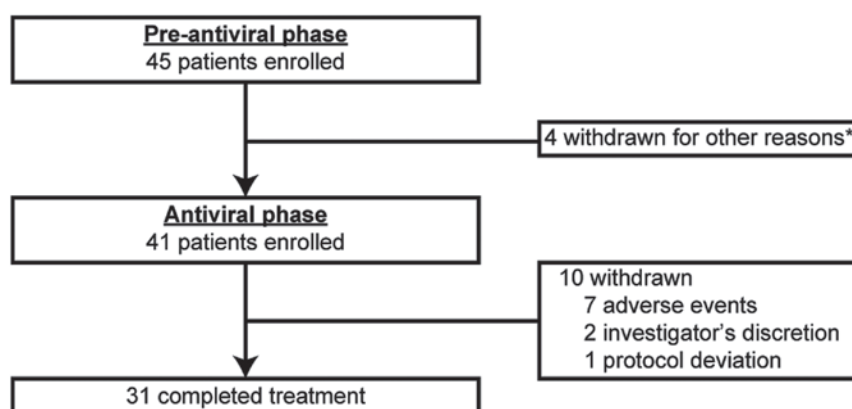 Pre-antiviral phase
45 patients enrolled
4 withdrawn for other reasons*
Antiviral phase
41 patients enrolled
10 withdrawn
7 adverse events
2 investigator's discretion
1 protocol deviation
31 completed treatment